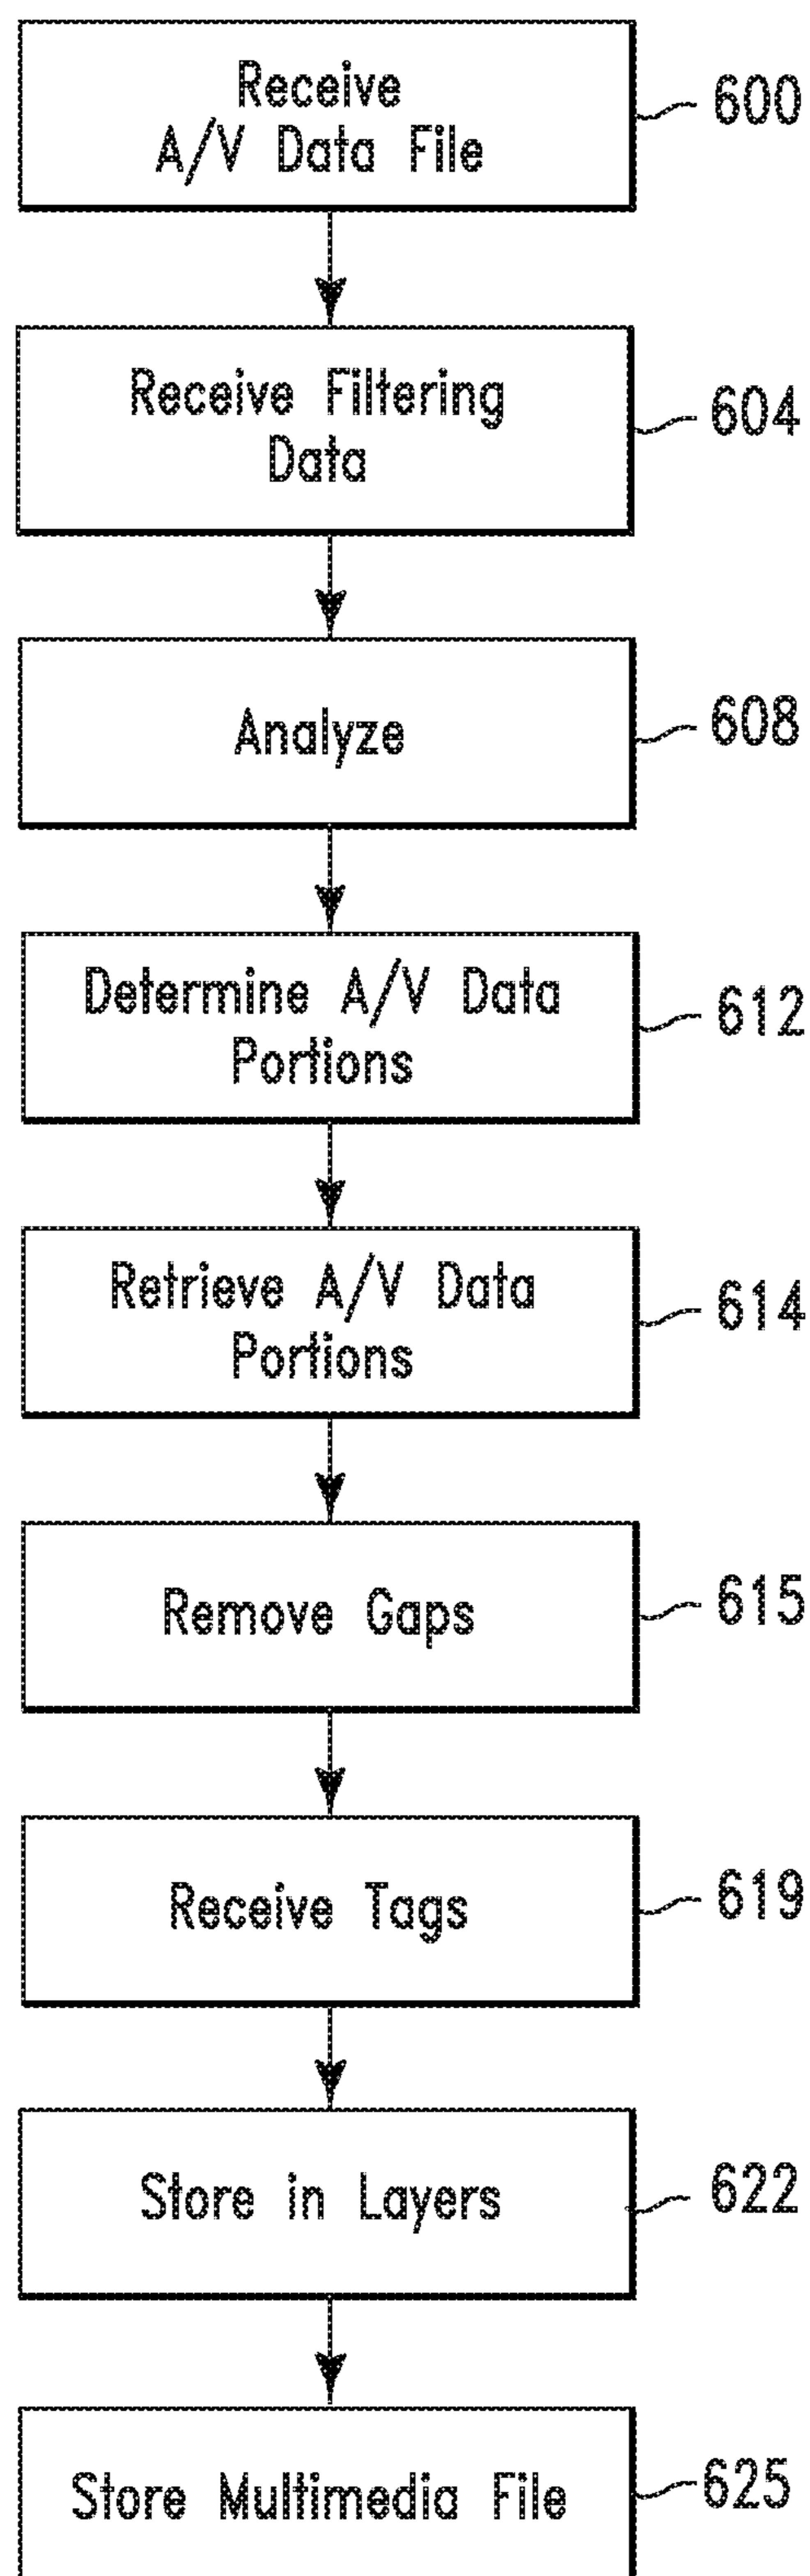 Receive
A/V Data File
600
Receive Filtering
Data
604
Analyze
608
Determine A/V Data
Portions
612
Retrieve A/V Data
Portions
614
Remove Gaps
615
Receive Tags
619
Store in Layers
622
Store Multimedia File
625